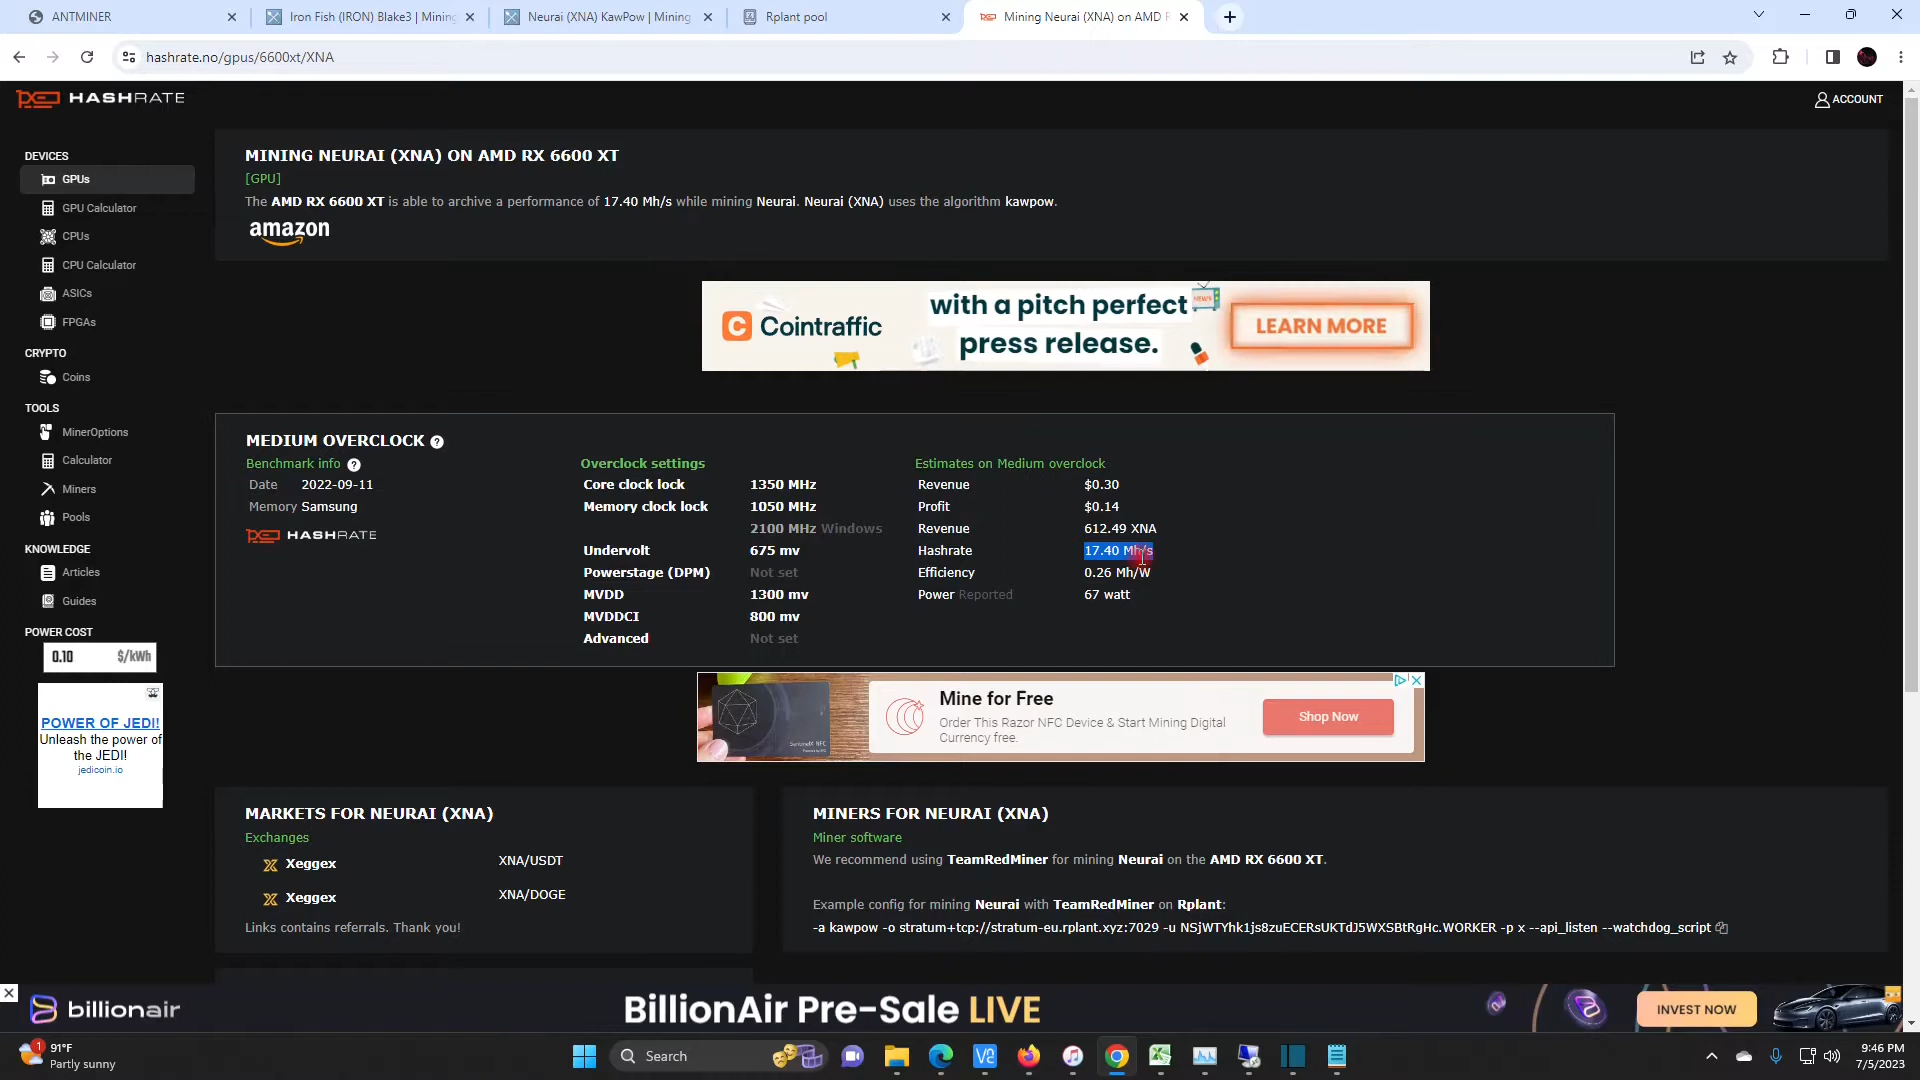 ANTMINER
Iron Fish (IRON) Blake3 | Mining
Neurai (XNA) KawPow | Mining
Rplant pool
Mining Neurai (XNA) on AMD R
hashrate.no/gpus/6600xt/XNA
HASHRATE
ACCOUNT
DEVICES
GPUs
GPU Calculator
CPUs
CPU Calculator
ASICs
FPGAs
CRYPTO
Coins
TOOLS
MinerOptions
Calculator
Miners
Pools
KNOWLEDGE
Articles
Guides
POWER COST
0.10 $/kWh
POWER OF JEDI!
Unleash the power of
the JEDI!
jedicoin.io
MINING NEURAI (XNA) ON AMD RX 6600 XT
[GPU]
The AMD RX 6600 XT is able to archive a performance of 17.40 Mh/s while mining Neurai. Neurai (XNA) uses the algorithm kawpow.
amazon
Cointraffic
with a pitch perfect
press release.
NEWS
LEARN MORE
MEDIUM OVERCLOCK ?
Benchmark info ?
Date 2022-09-11
Memory Samsung
HASHRATE
Overclock settings
Core clock lock 1350 MHz
Memory clock lock 1050 MHz
2100 MHz Windows
Undervolt 675 mv
Powerstage (DPM) Not set
MVDD 1300 mv
MVDDCI 800 mv
Advanced Not set
Estimates on Medium overclock
Revenue $0.30
Profit $0.14
Revenue 612.49 XNA
Hashrate 17.40 Mh/s
Efficiency 0.26 Mh/W
Power Reported 67 watt
Mine for Free
Order This Razor NFC Device & Start Mining Digital
Currency free.
Shop Now
MARKETS FOR NEURAI (XNA)
Exchanges
Xeggex XNA/USDT
Xeggex XNA/DOGE
Links contains referrals. Thank you!
MINERS FOR NEURAI (XNA)
Miner software
We recommend using TeamRedMiner for mining Neurai on the AMD RX 6600 XT.
Example config for mining Neurai with TeamRedMiner on Rplant:
-a kawpow -o stratum+tcp://stratum-eu.rplant.xyz:7029 -u NSjWTYhk1js8zuECERsUKTdJ5WXSBtRgHc.WORKER -p x --api_listen --watchdog_script
billionair
BillionAir Pre-Sale LIVE
INVEST NOW
1
91°F
Partly sunny
Search
9:46 PM
7/5/2023